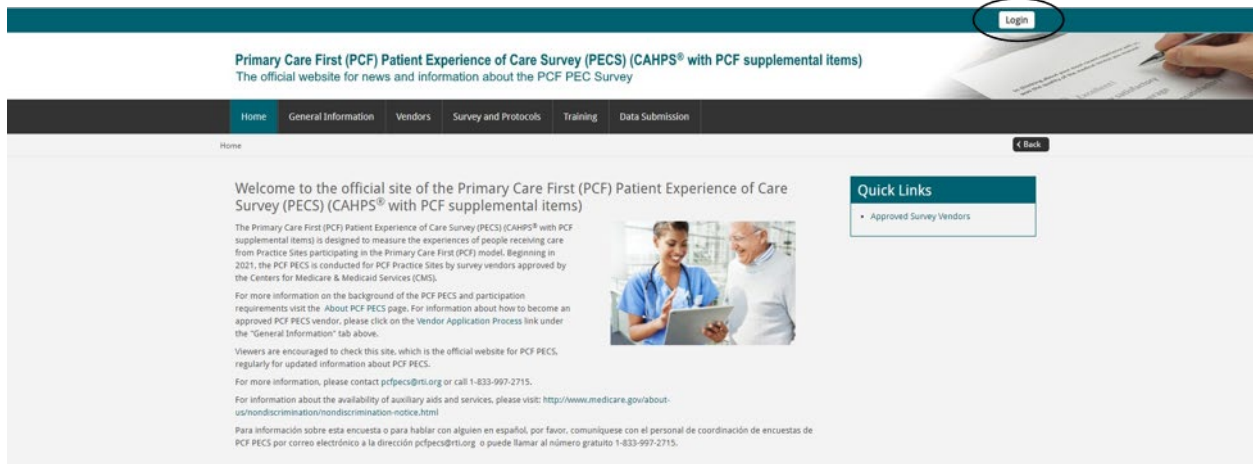 Login
Primary Care First (PCF) Patient Experience of Care Survey (PECS) (CAHPS® with PCF supplemental items)
The official website for news and information about the PCF PEC Survey
Home General Information Vendors Survey and Protocols Training Data Submission
Home
Back
Welcome to the official site of the Primary Care First (PCF) Patient Experience of Care
Survey (PECS) (CAHPS® with PCF supplemental items)
The Primary Care First (PCF) Patient Experience of Care Survey (PECS) (CAHPS® with PCF
supplemental items) is designed to measure the experiences of people receiving care
from Practice Sites participating in the Primary Care First (PCF) model. Beginning in
2021, the PCF PECS is conducted for PCF Practice Sites by survey vendors approved by
the Centers for Medicare & Medicaid Services (CMS).
For more information on the background of the PCF PECS and participation
requirements visit the About PCF PECS page. For information about how to become an
approved PCF PECS vendor, please click on the Vendor Application Process link under
the "General Information" tab above.
Viewers are encouraged to check this site, which is the official website for PCF PECS,
regularly for updated information about PCF PECS.
For more information, please contact pcfpecs@rti.org or call 1-833-997-2715.
For information about the availability of auxiliary aids and services, please visit: http://www.medicare.gov/about-
us/nondiscrimination/nondiscrimination-notice.html
Para información sobre esta encuesta o para hablar con alguien en español, por favor, comuníquese con el personal de coordinación de encuestas de
PCF PECS por correo electrónico a la dirección pcfpecs@rti.org o puede llamar al número gratuito 1-833-997-2715.
Quick Links
Approved Survey Vendors